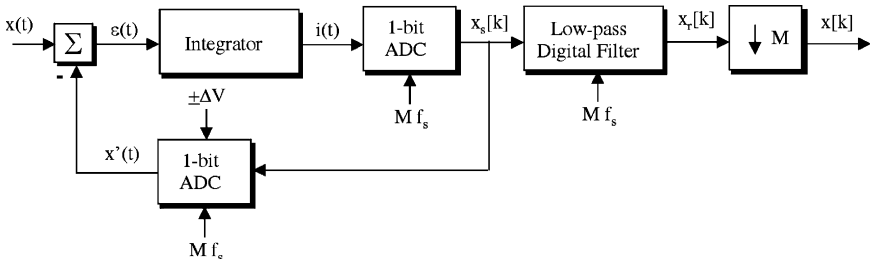 x(t)
Σ
-
ε(t)
Integrator
i(t)
1-bit
ADC
x_s[k]
Low-pass
Digital Filter
x_r[k]
↓ M
x[k]
M f_s
M f_s
±ΔV
x'(t)
1-bit
ADC
M f_s